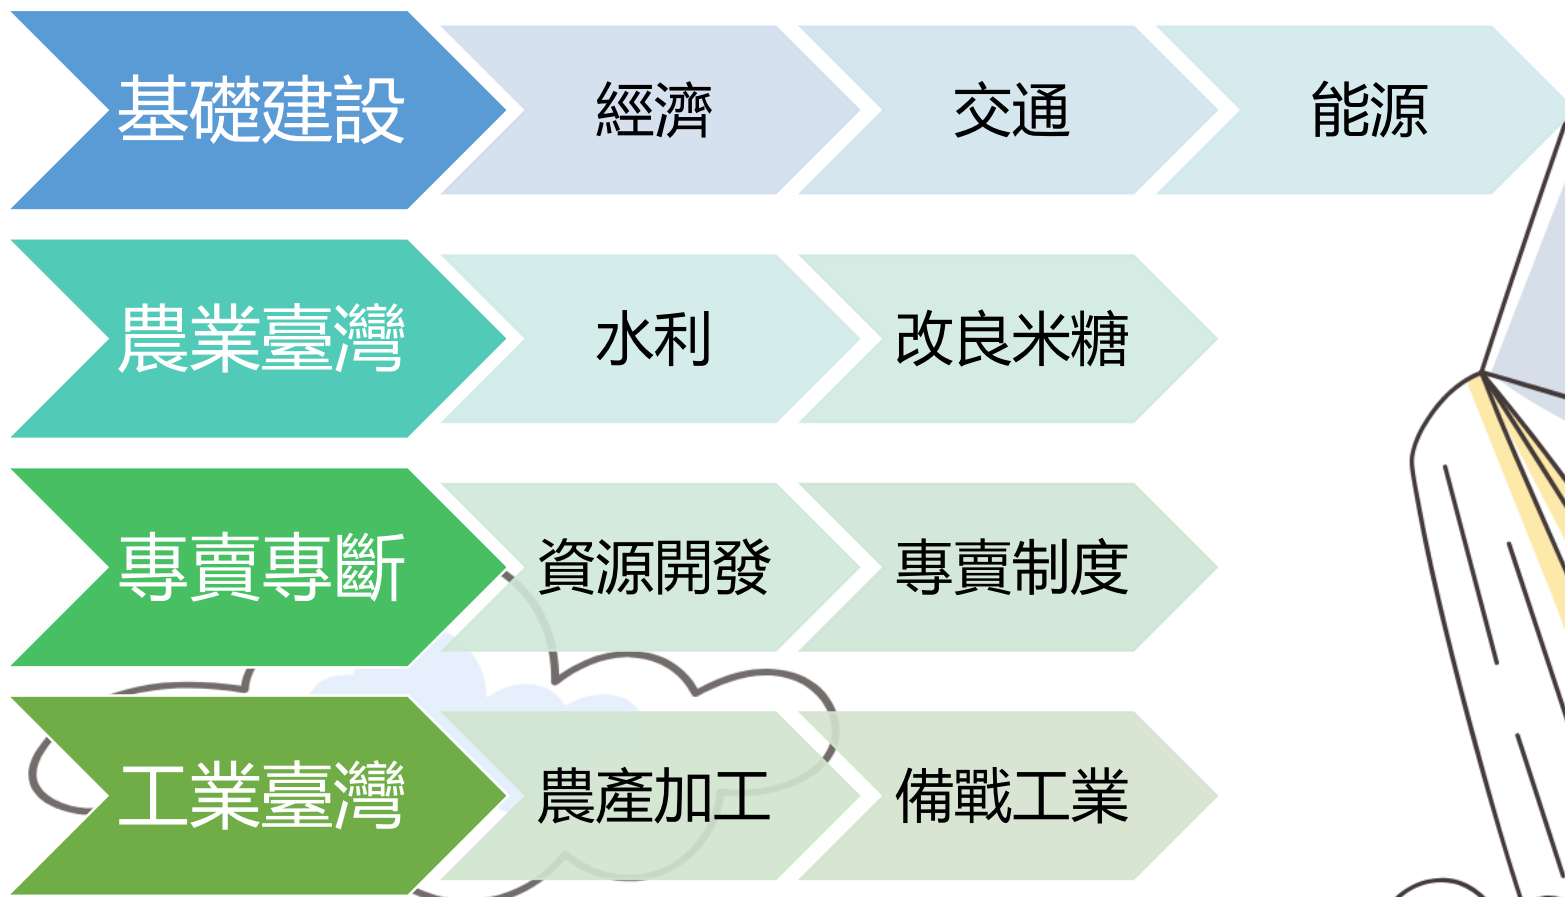 基礎建設
經濟
交通
能源
農業臺灣
水利
改良米糖
專賣專斷
資源開發
專賣制度
工業臺灣
農產加工
備戰工業